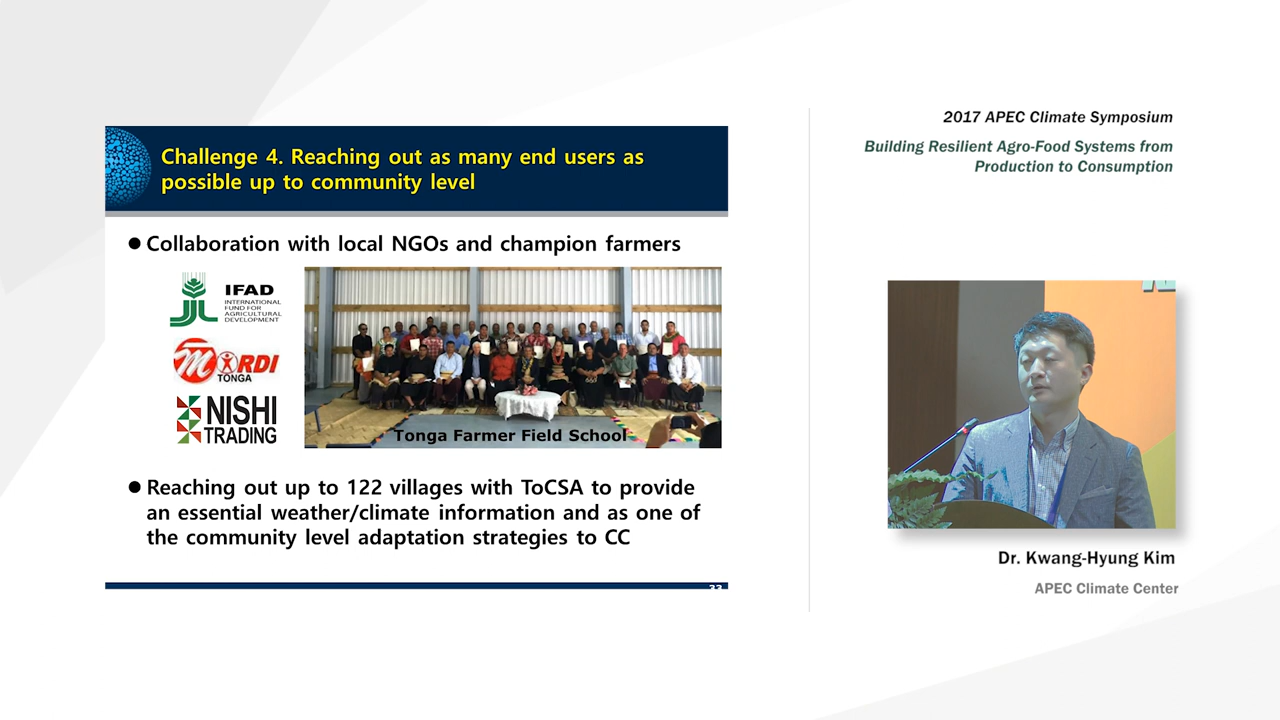 2017 APEC Climate Symposium
Building Resilient Agro-Food Systems from
Production to Consumption
Challenge 4. Reaching out as many end users as
possible up to community level
● Collaboration with local NGOs and champion farmers
IFAD
INTERNATIONAL
FUND FOR
AGRICULTURAL
DEVELOPMENT
MORDI
TONGA
NISHI
TRADING
Tonga Farmer Field School
● Reaching out up to 122 villages with ToCSA to provide
an essential weather/climate information and as one of
the community level adaptation strategies to CC
Dr. Kwang-Hyung Kim
APEC Climate Center